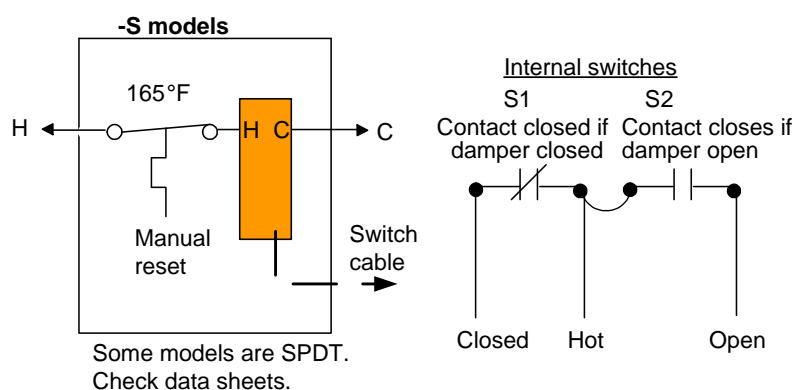 -S models
165°F
H
H C
C
Manual
reset
Switch
cable
Some models are SPDT.
Check data sheets.
Internal switches
S1
Contact closed if
damper closed
S2
Contact closes if
damper open
Closed
Hot
Open